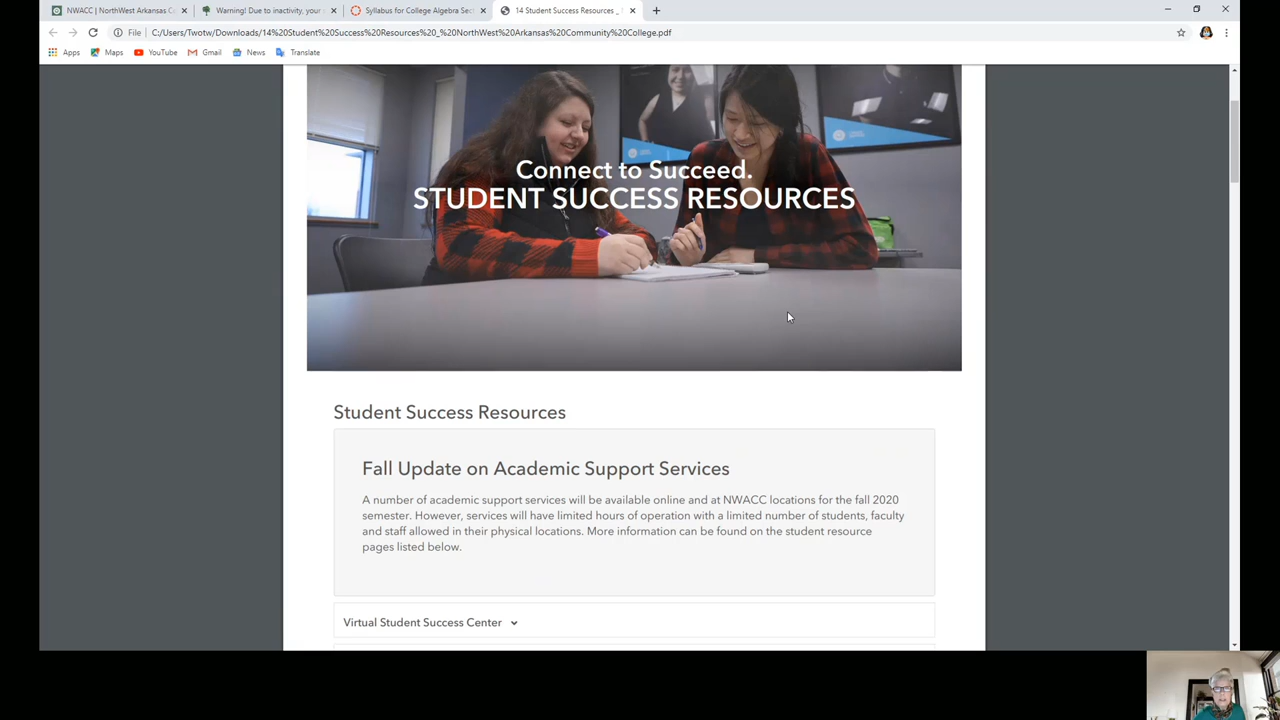 NWACC | NorthWest Arkansas Co
Warning! Due to inactivity, your s
Syllabus for College Algebra Sect
14 Student Success Resources _
File
C:/Users/Twotw/Downloads/14%20Student%20Success%20Resources%20_%20NorthWest%20Arkansas%20Community%20College.pdf
Apps Maps YouTube Gmail News Translate
Connect to Succeed.
STUDENT SUCCESS RESOURCES
Student Success Resources
Fall Update on Academic Support Services
A number of academic support services will be available online and at NWACC locations for the fall 2020
semester. However, services will have limited hours of operation with a limited number of students, faculty
and staff allowed in their physical locations. More information can be found on the student resource
pages listed below.
Virtual Student Success Center